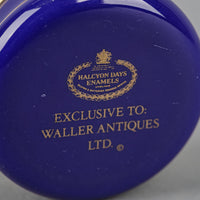 HALCYON DAYS
ENAMELS
EXCLUSIVE TO:
WALLER ANTIQUES
LTD. ©